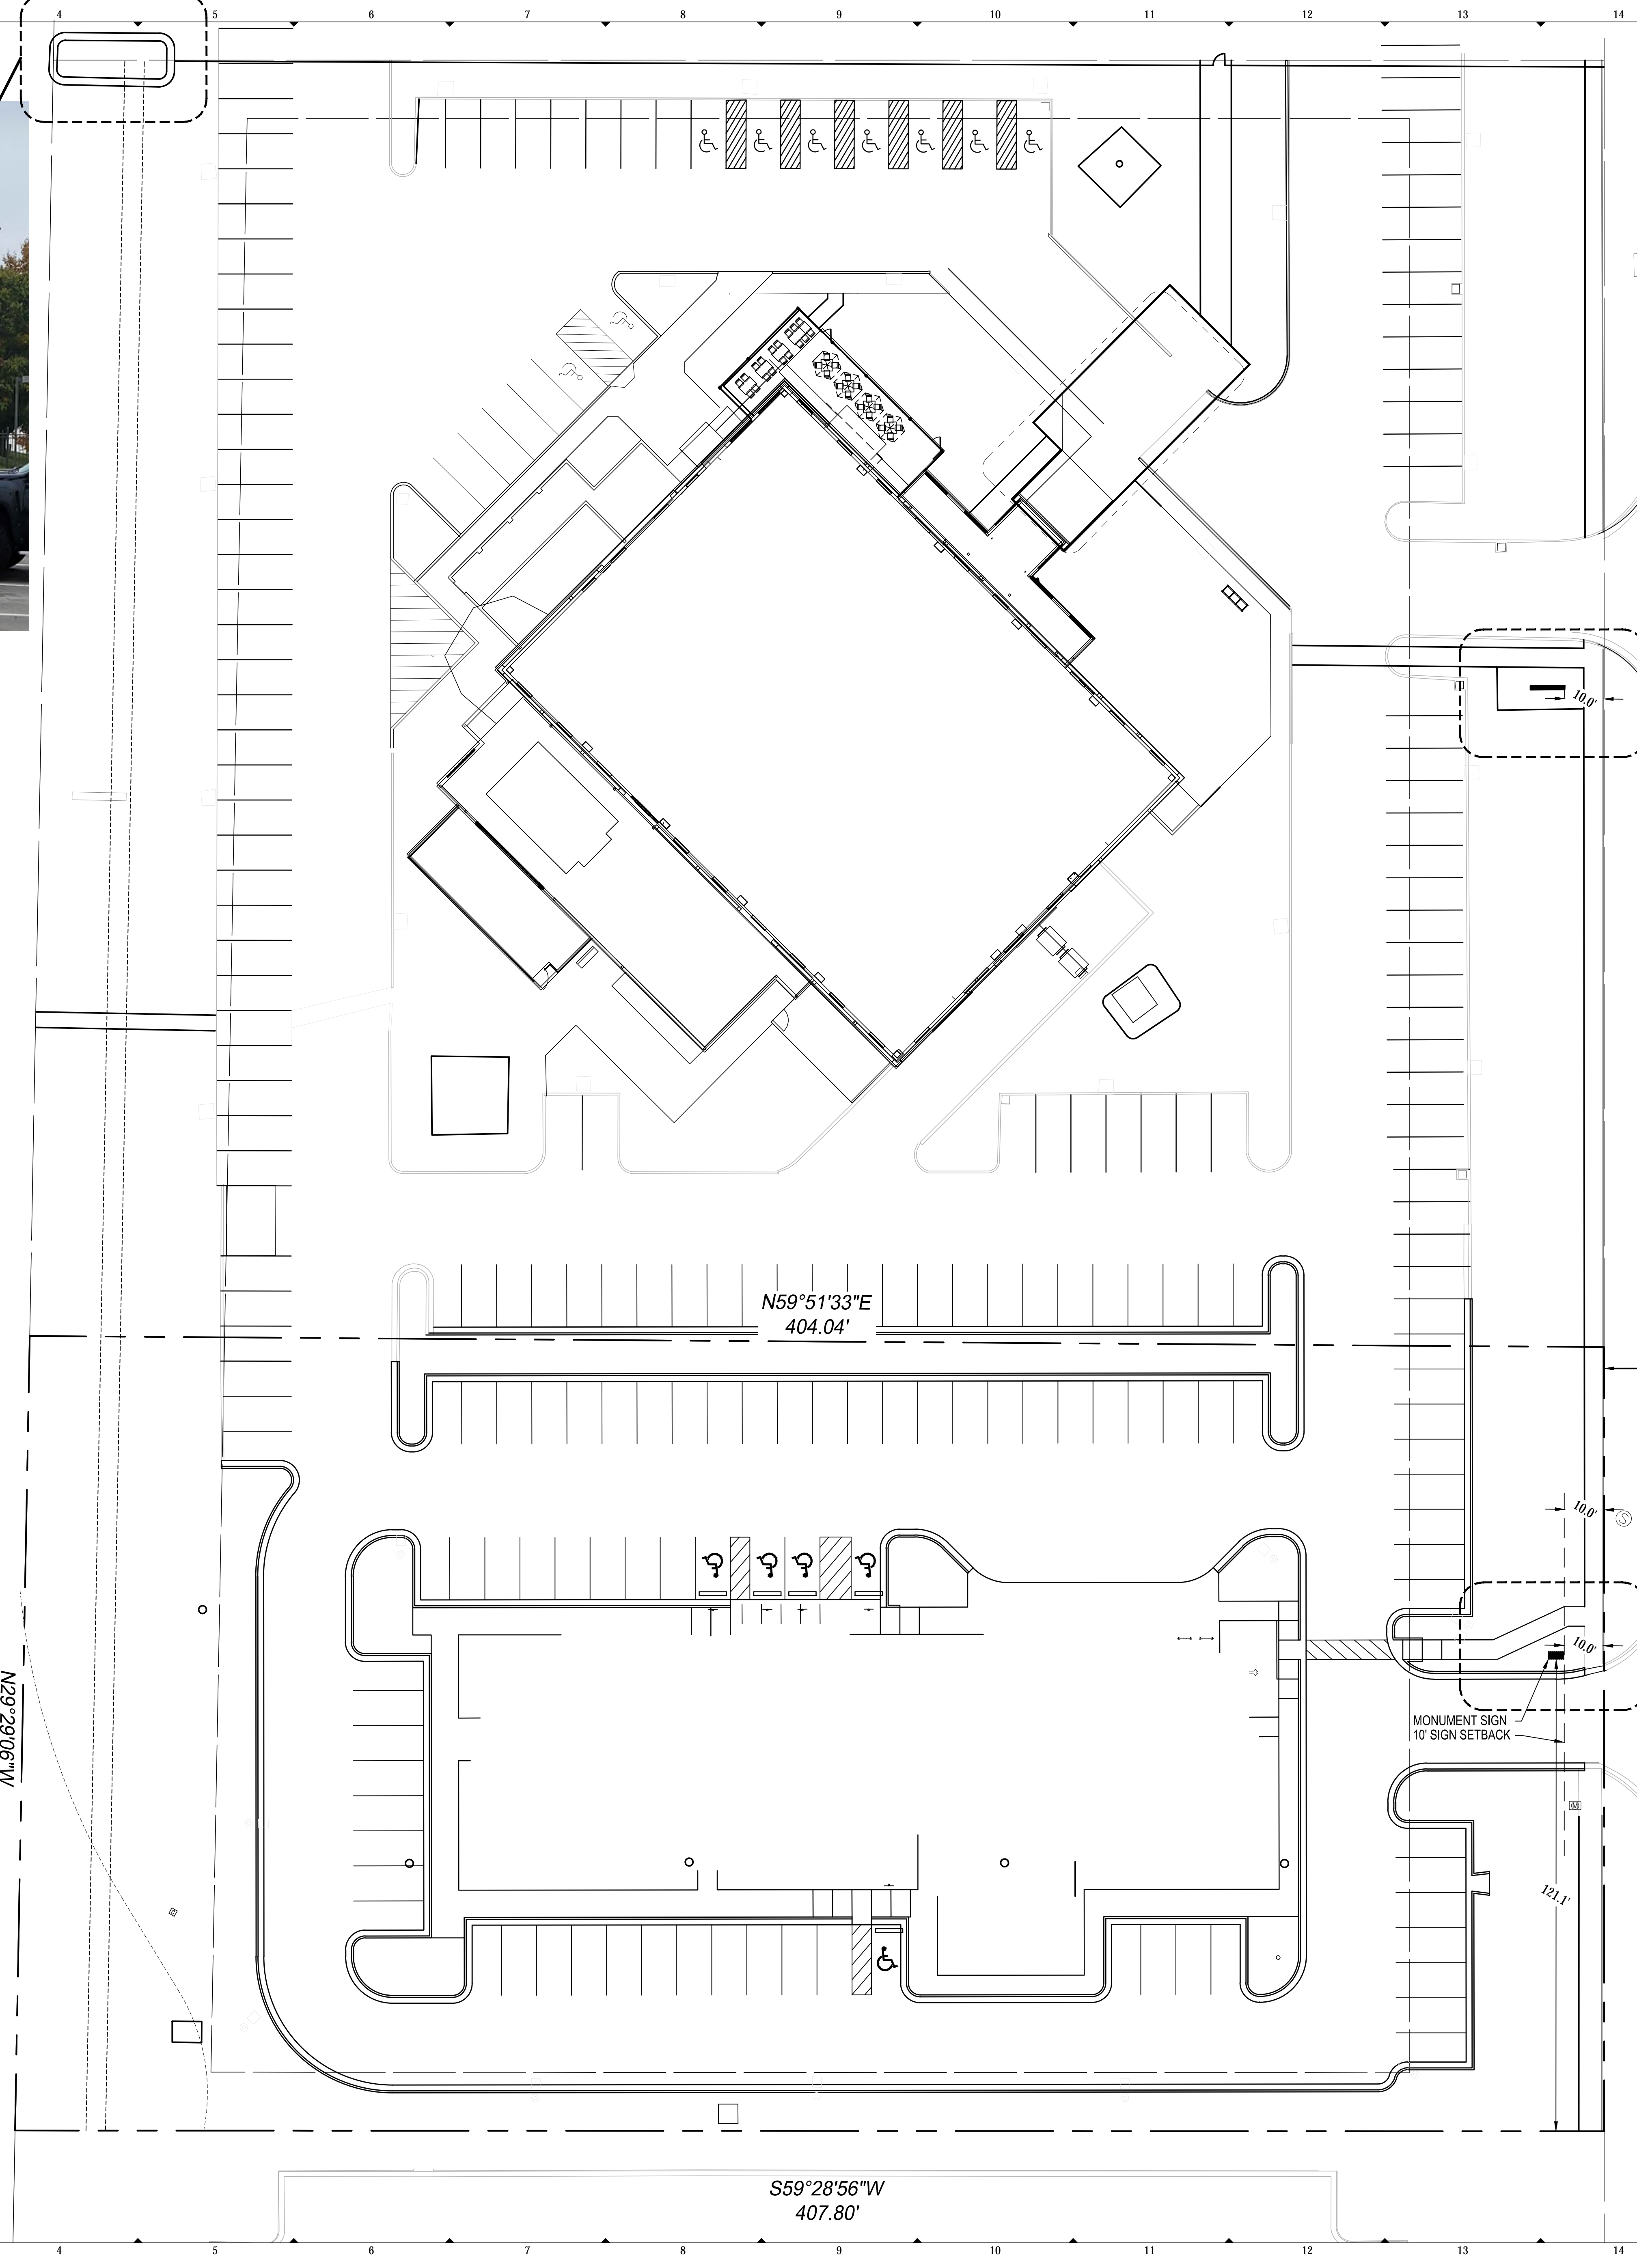 4 5 6 7 8 9 10 11 12 13 14
10.0'
N59°51'33"E
404.04'
10.0'
S
10.0'
MONUMENT SIGN
10' SIGN SETBACK
N29°29'06"W
121.1'
S59°28'56"W
407.80'
4 5 6 7 8 9 10 11 12 13 14